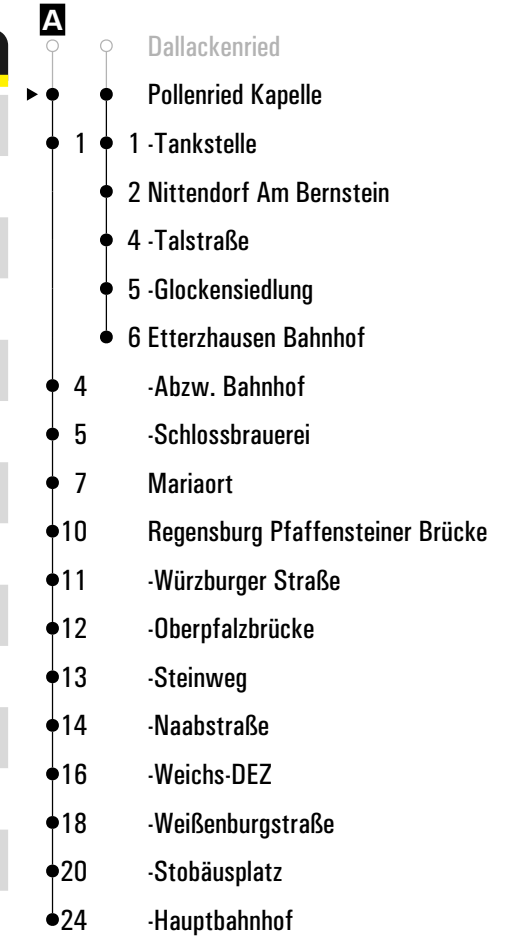 A
Dallackenried
Pollenried Kapelle
1 1 -Tankstelle
2 Nittendorf Am Bernstein
4 -Talstraße
5 -Glockensiedlung
6 Etterzhausen Bahnhof
4 -Abzw. Bahnhof
5 -Schlossbrauerei
7 Mariaort
10 Regensburg Pfaffensteiner Brücke
11 -Würzburger Straße
12 -Oberpfalzbrücke
13 -Steinweg
14 -Naabstraße
16 -Weichs-DEZ
18 -Weißenburgstraße
20 -Stobäusplatz
24 -Hauptbahnhof